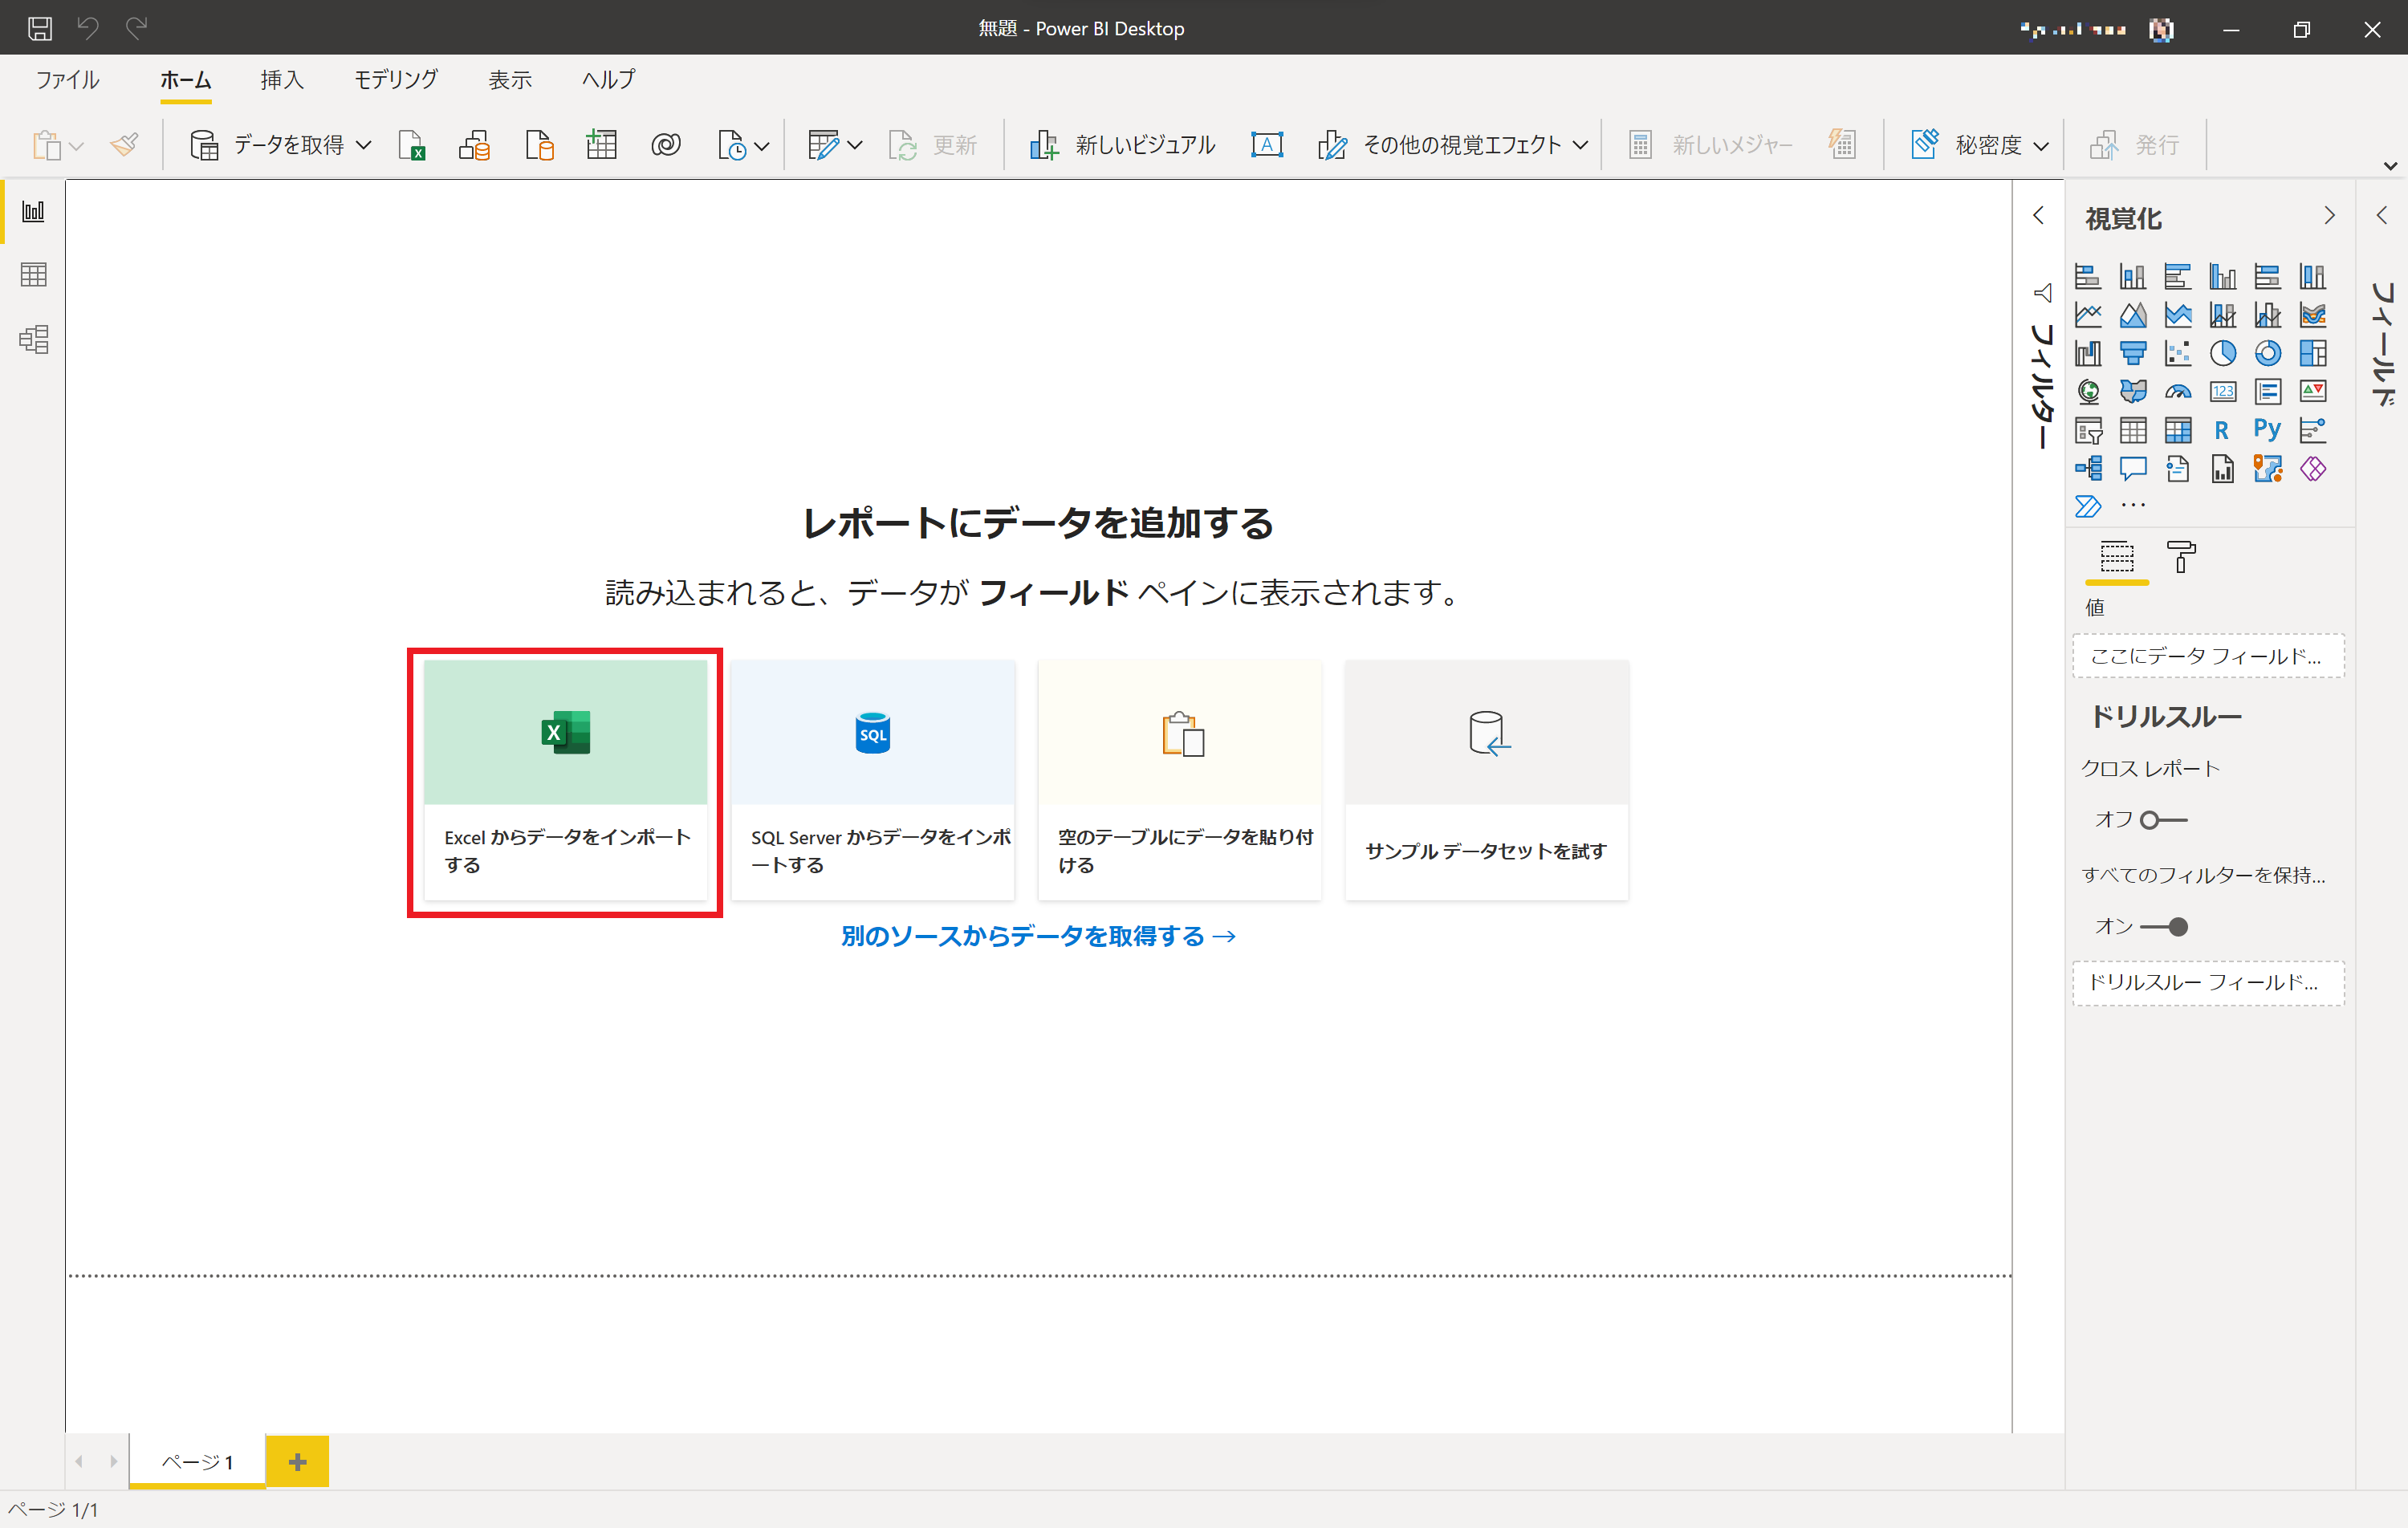 無題 - Power BI Desktop
ファイル ホーム 挿入 モデリング 表示 ヘルプ
データを取得 更新 新しいビジュアル A その他の視覚エフェクト 新しいメジャー 秘密度 発行
視覚化
フィルター
フィールド
123
R Py
レポートにデータを追加する
読み込まれると、データが フィールド ペインに表示されます。
値
ここにデータ フィールド...
ドリルスルー
X
SQL
クロス レポート
オフ
Excel からデータをインポート
する
SQL Server からデータをインポ
ートする
空のテーブルにデータを貼り付
ける
サンプル データセットを試す
すべてのフィルターを保持...
オン
別のソースからデータを取得する →
ドリルスルー フィールド...
ページ 1
ページ 1/1